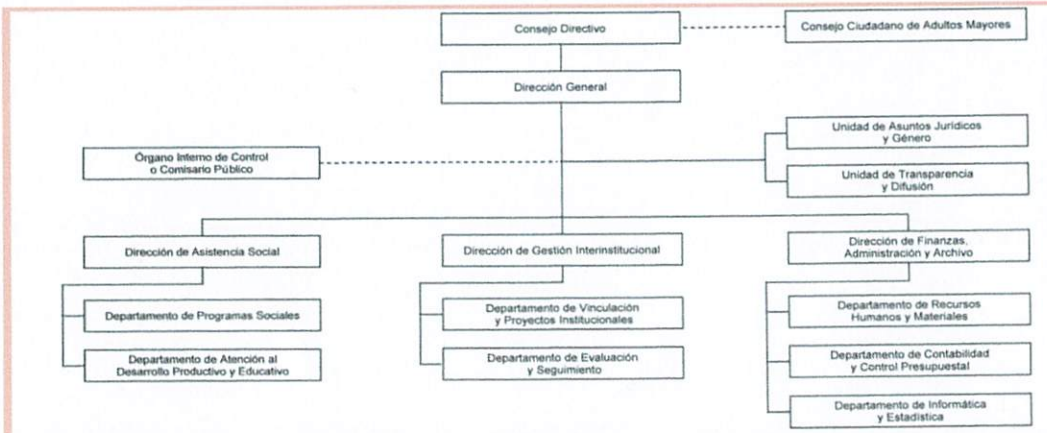 Consejo Directivo
Consejo Ciudadano de Adultos Mayores
Dirección General
Unidad de Asuntos Jurídicos
y Género
Órgano Interno de Control
o Comisario Público
Unidad de Transparencia
y Difusión
Dirección de Asistencia Social
Dirección de Gestión Interinstitucional
Dirección de Finanzas,
Administración y Archivo
Departamento de Programas Sociales
Departamento de Vinculación
y Proyectos Institucionales
Departamento de Recursos
Humanos y Materiales
Departamento de Atención al
Desarrollo Productivo y Educativo
Departamento de Evaluación
y Seguimiento
Departamento de Contabilidad
y Control Presupuestal
Departamento de Informática
y Estadística